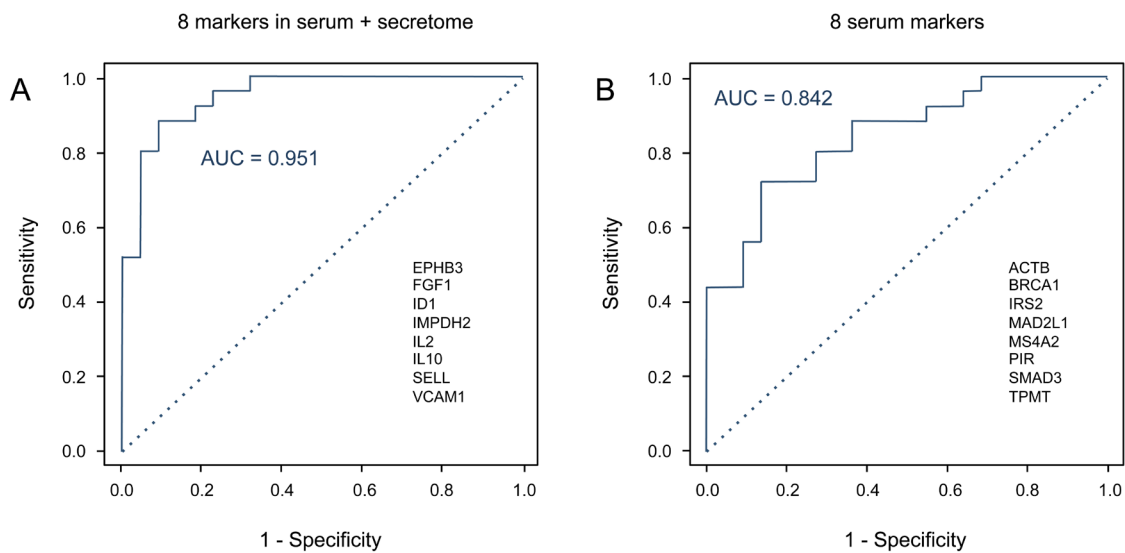 8 markers in serum + secretome
A
Sensitivity
1.0
0.8
0.6
0.4
0.2
0.0
AUC = 0.951
EPHB3
FGF1
ID1
IMPDH2
IL2
IL10
SELL
VCAM1
0.0 0.2 0.4 0.6 0.8 1.0
1 - Specificity
8 serum markers
B
Sensitivity
1.0
0.8
0.6
0.4
0.2
0.0
AUC = 0.842
ACTB
BRCA1
IRS2
MAD2L1
MS4A2
PIR
SMAD3
TPMT
0.0 0.2 0.4 0.6 0.8 1.0
1 - Specificity